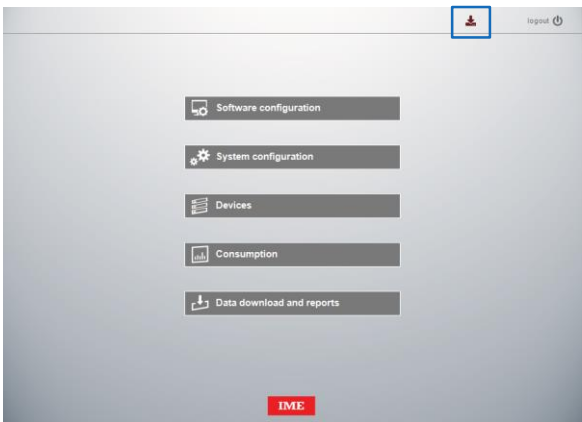 logout
Software configuration
System configuration
Devices
Consumption
Data download and reports
IME